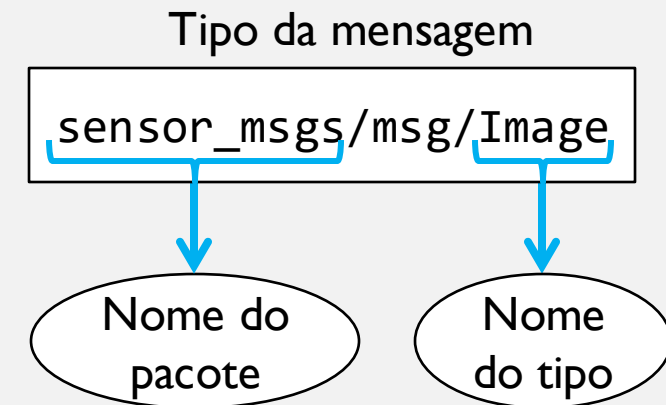 Tipo da mensagem
sensor_msgs/msg/Image
Nome do
pacote
Nome
do tipo